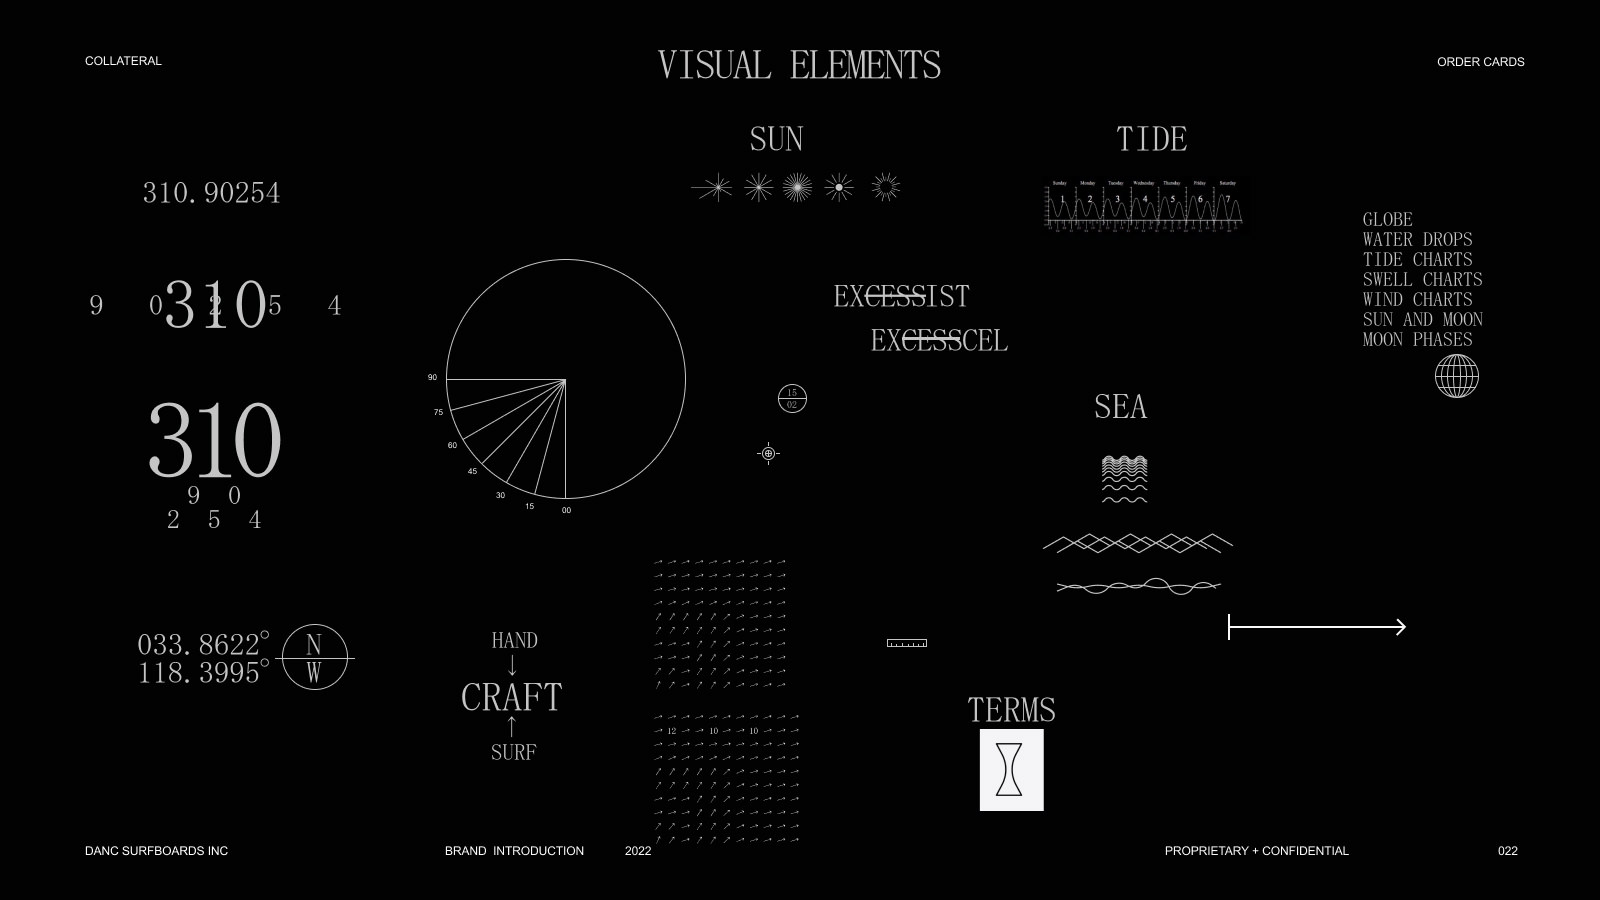 COLLATERAL
VISUAL ELEMENTS
ORDER CARDS
SUN
TIDE
310.90254
Sunday Monday Tuesday Wednesday Thursday Friday Saturday
1 2 3 4 5 6 7
GLOBE
WATER DROPS
TIDE CHARTS
SWELL CHARTS
WIND CHARTS
SUN AND MOON
MOON PHASES
9 0 310 2 5 4
EXCESSIST
EXCESSCEL
90
75
60
45
30
15
00
15
02
310
9 0
2 5 4
SEA
033.8622°
118.3995°
N
W
HAND
CRAFT
SURF
12 10 10
TERMS
DANC SURFBOARDS INC
BRAND INTRODUCTION
2022
PROPRIETARY + CONFIDENTIAL
022